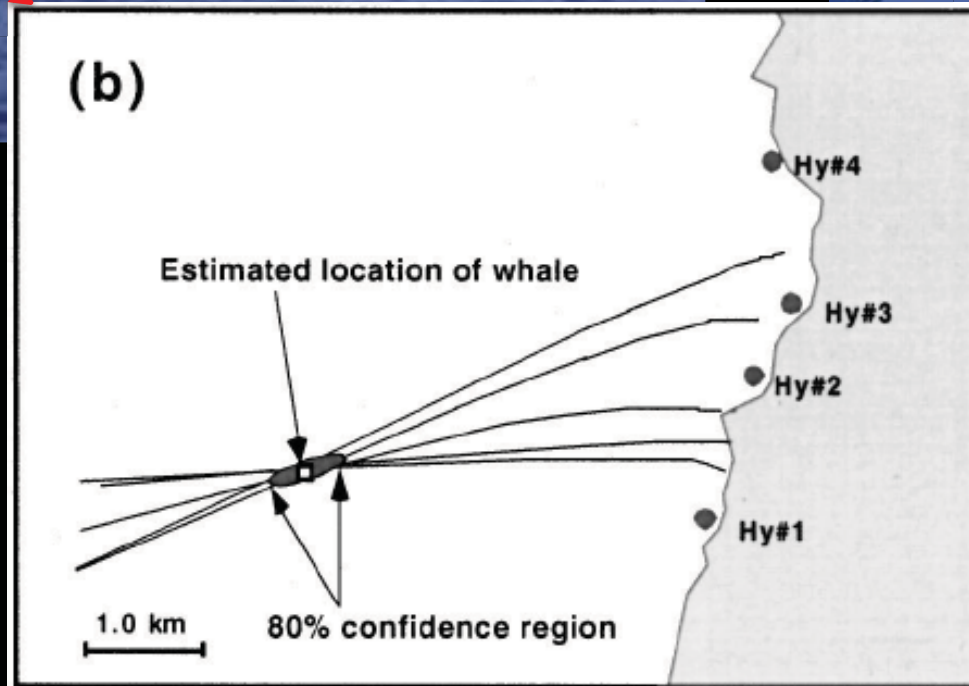 (b)
Hy#4
Estimated location of whale
Hy#3
Hy#2
Hy#1
1.0 km
80% confidence region